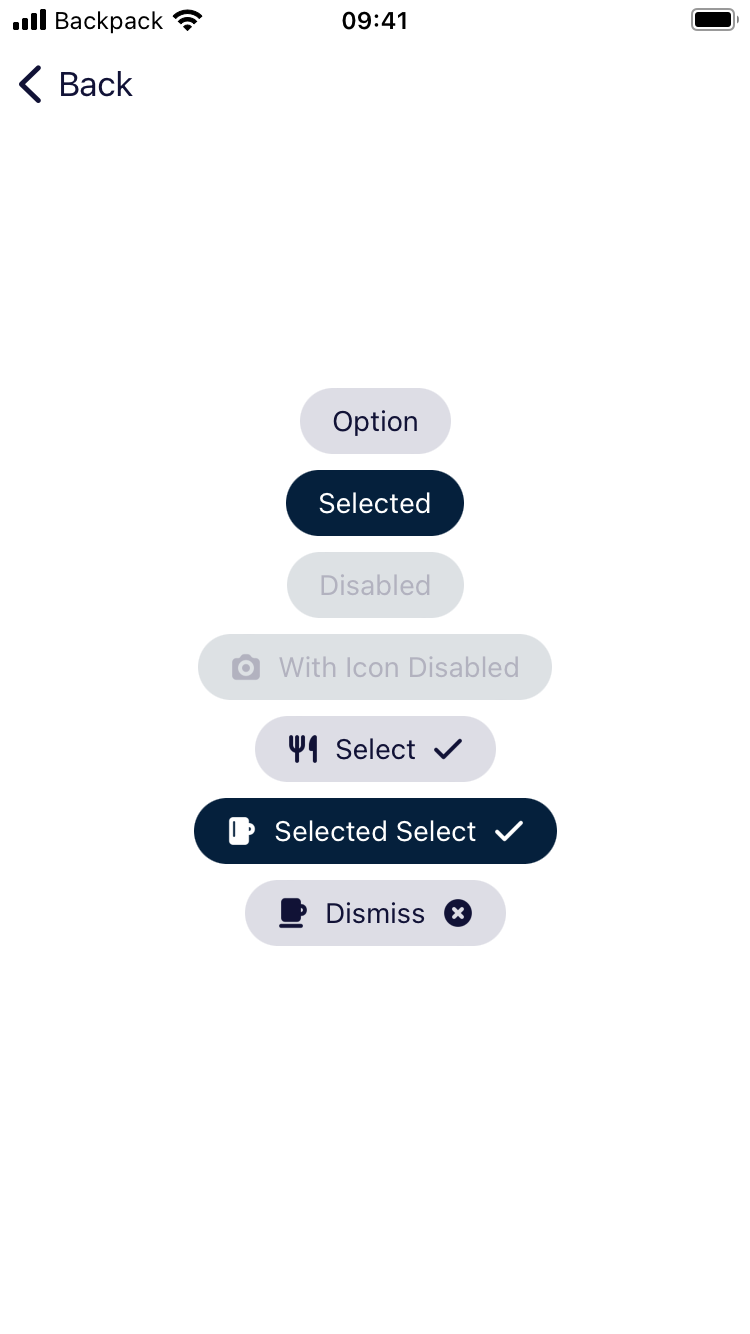 Backpack 09:41
Back
Option
Selected
Disabled
With Icon Disabled
Select
Selected Select
Dismiss